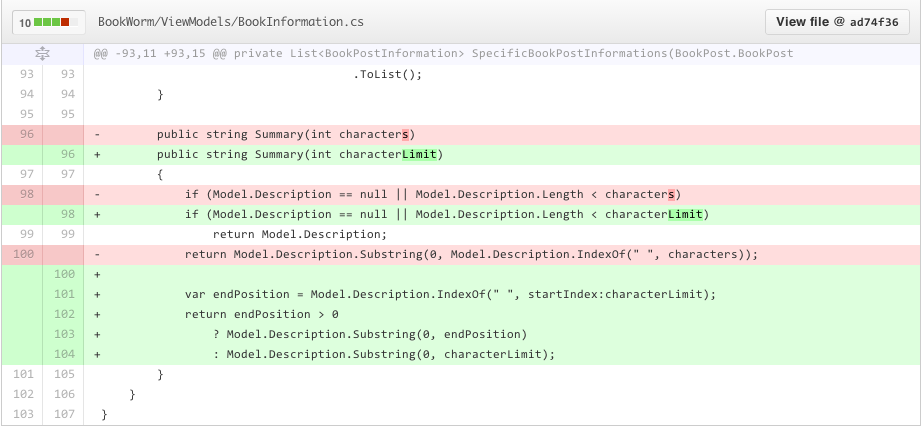 10 BookWorm/ViewModels/BookInformation.cs View file @ ad74f36
@@ -93,11 +93,15 @@ private List<BookPostInformation> SpecificBookPostInformations(BookPost.BookPost
93 93 .ToList();
94 94 }
95 95
96 - public string Summary(int characters)
96 + public string Summary(int characterLimit)
97 97 {
98 - if (Model.Description == null || Model.Description.Length < characters)
98 + if (Model.Description == null || Model.Description.Length < characterLimit)
99 99 return Model.Description;
100 - return Model.Description.Substring(0, Model.Description.IndexOf(" ", characters));
100 +
101 + var endPosition = Model.Description.IndexOf(" ", startIndex:characterLimit);
102 + return endPosition > 0
103 + ? Model.Description.Substring(0, endPosition)
104 + : Model.Description.Substring(0, characterLimit);
101 105 }
102 106 }
103 107 }